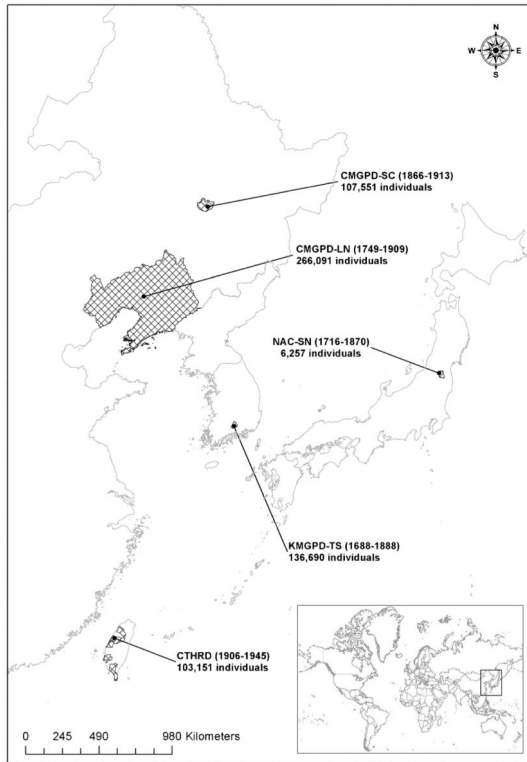 N
W E
S
CMGPD-SC (1866-1913)
107,551 individuals
CMGPD-LN (1749-1909)
266,091 individuals
NAC-SN (1716-1870)
6,257 individuals
KMGPD-TS (1688-1888)
136,690 individuals
CTHRD (1906-1945)
103,151 individuals
0 245 490 980 Kilometers